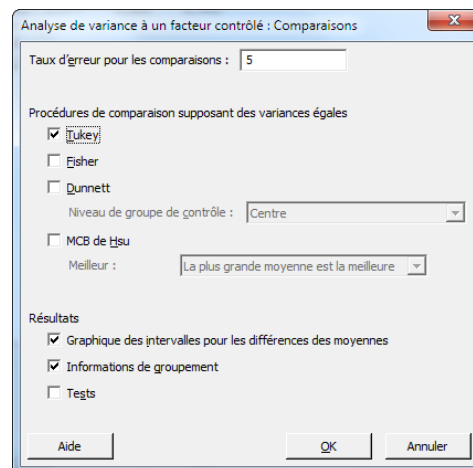 Analyse de variance à un facteur contrôlé : Comparaisons
Taux d'erreur pour les comparaisons : 5
Procédures de comparaison supposant des variances égales
Tukey
Fisher
Dunnett
Niveau de groupe de contrôle : Centre
MCB de Hsu
Meilleur : La plus grande moyenne est la meilleure
Résultats
Graphique des intervalles pour les différences des moyennes
Informations de groupement
Tests
Aide OK Annuler